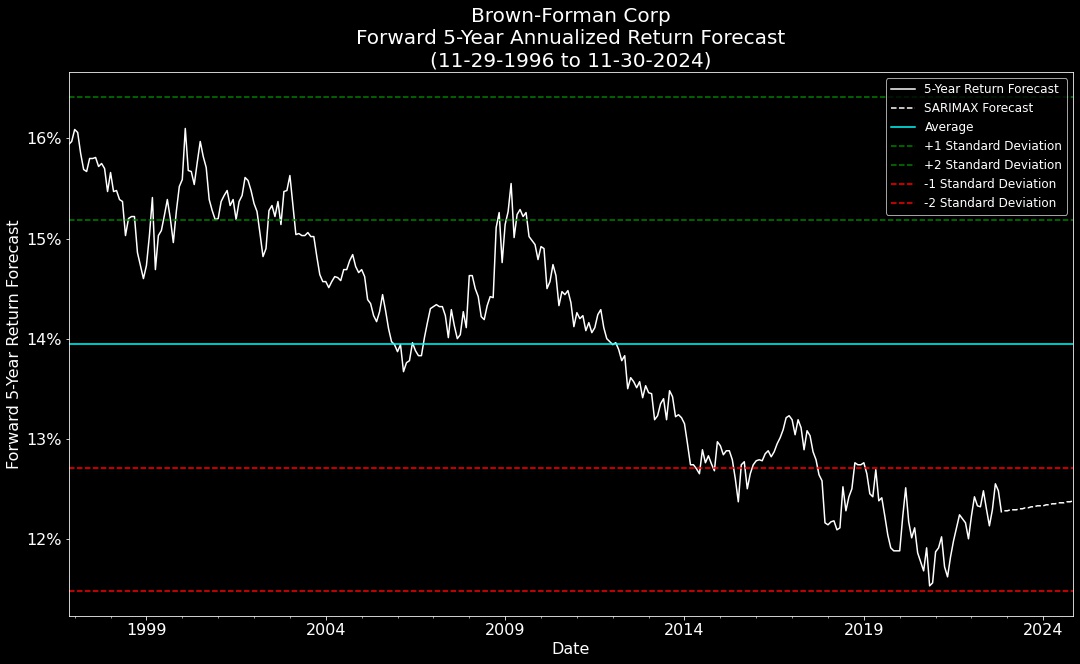 Brown-Forman Corp
Forward 5-Year Annualized Return Forecast
(11-29-1996 to 11-30-2024)
5-Year Return Forecast
SARIMAX Forecast
Average
+1 Standard Deviation
+2 Standard Deviation
-1 Standard Deviation
-2 Standard Deviation
Forward 5-Year Return Forecast
16%
15%
14%
13%
12%
1999 2004 2009 2014 2019 2024
Date